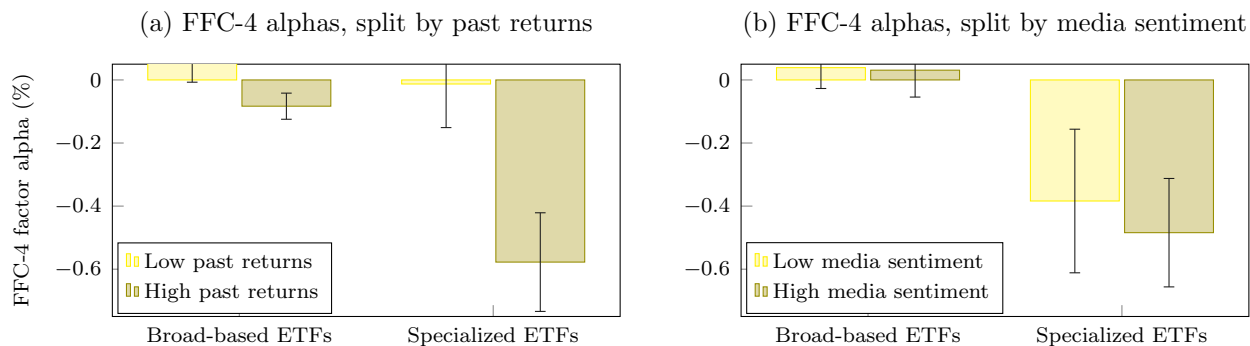 (a) FFC-4 alphas, split by past returns
FFC-4 factor alpha (%)
0
−0.2
−0.4
−0.6
Low past returns
High past returns
Broad-based ETFs
Specialized ETFs
(b) FFC-4 alphas, split by media sentiment
0
−0.2
−0.4
−0.6
Low media sentiment
High media sentiment
Broad-based ETFs
Specialized ETFs